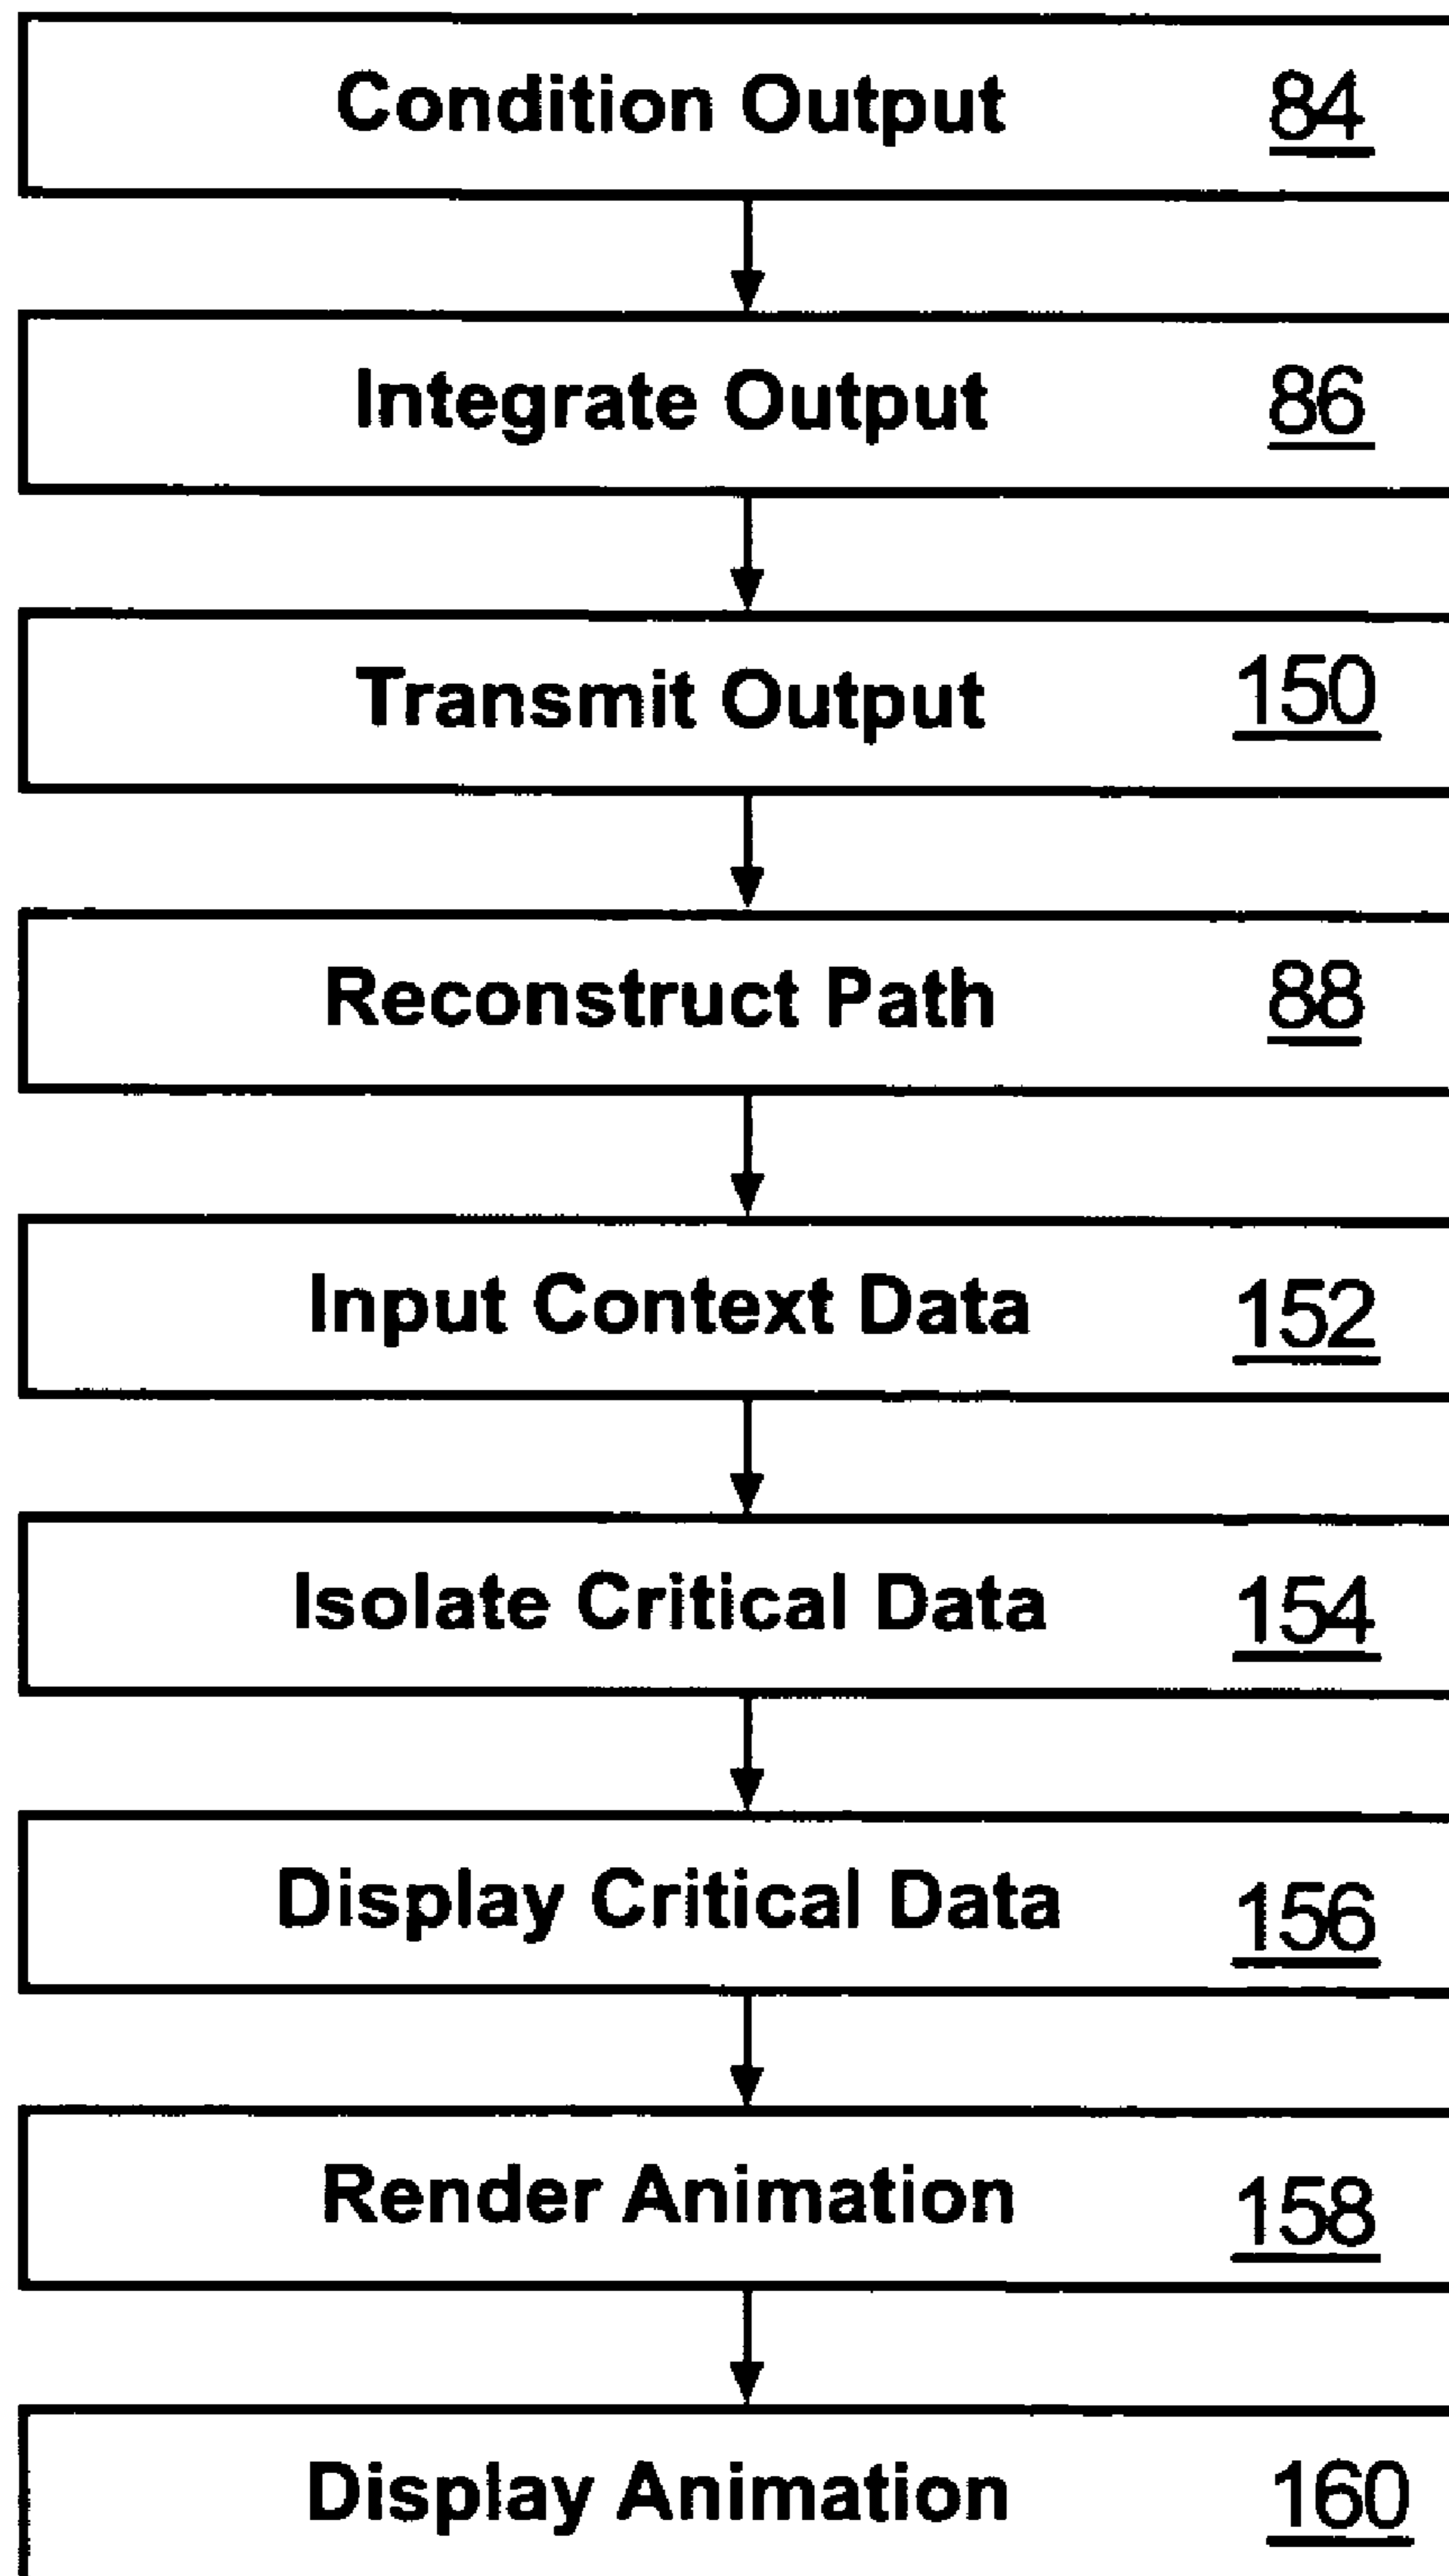 Condition Output 84
Integrate Output 86
Transmit Output 150
Reconstruct Path 88
Input Context Data 152
Isolate Critical Data 154
Display Critical Data 156
Render Animation 158
Display Animation 160